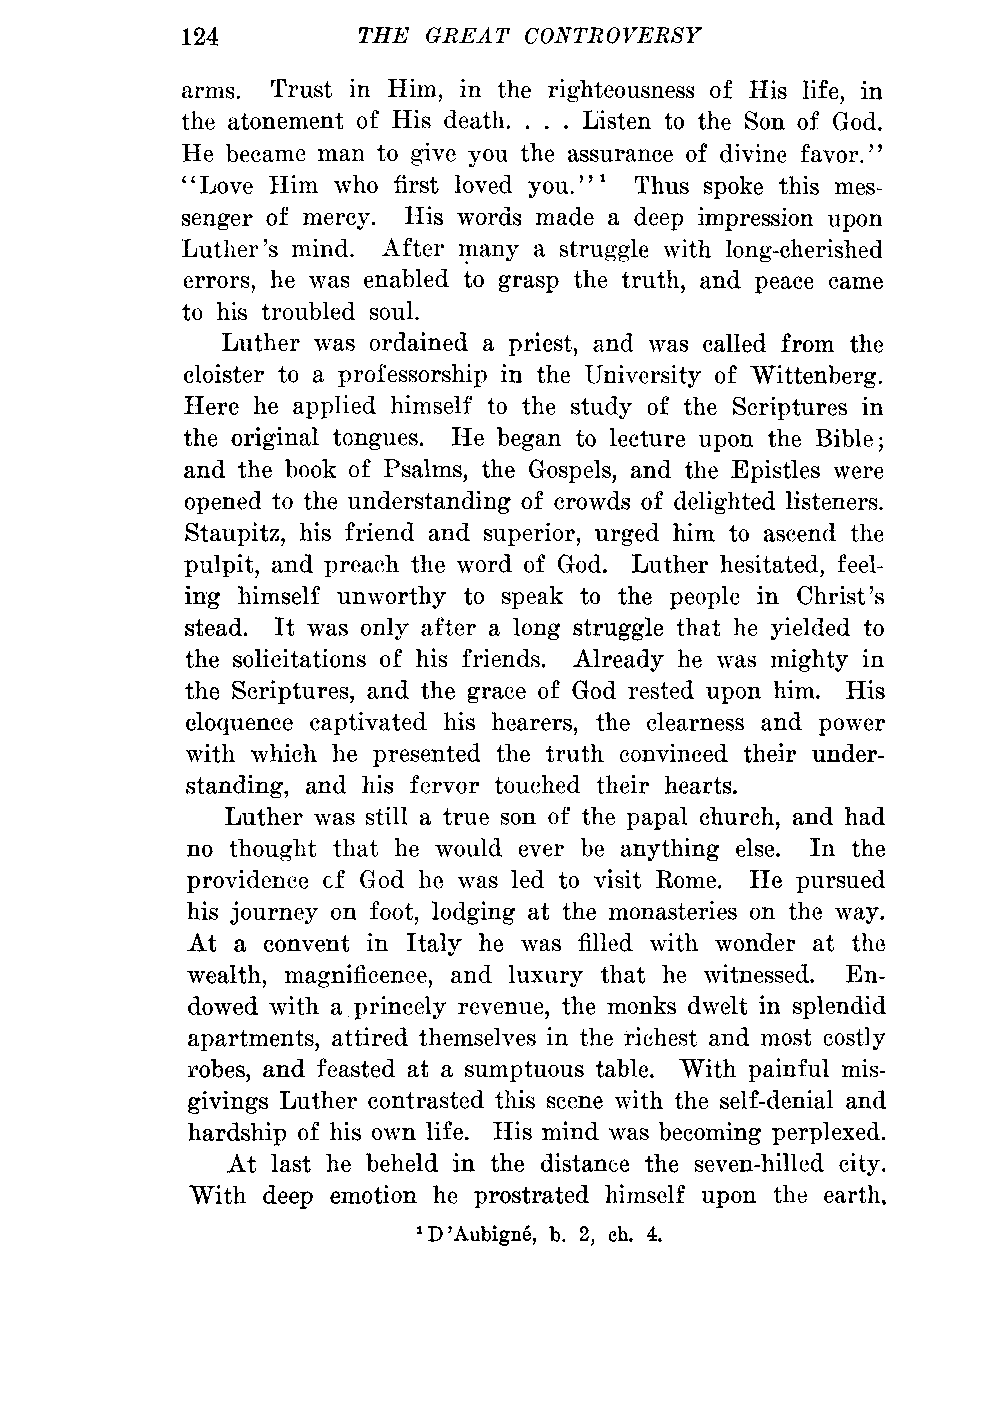 124 THE GREAT CONTROVERSY
arms. Trust in Him, in the righteousness of His life, in
the atonement of His death. . . . Listen to the Son of God.
He became man to give you the assurance of divine favor.''
“Love Him who first loved you.''¹ Thus spoke this mes-
senger of mercy. His words made a deep impression upon
Luther's mind. After many a struggle with long-cherished
errors, he was enabled to grasp the truth, and peace came
to his troubled soul.
Luther was ordained a priest, and was called from the
cloister to a professorship in the University of Wittenberg.
Here he applied himself to the study of the Scriptures in
the original tongues. He began to lecture upon the Bible;
and the book of Psalms, the Gospels, and the Epistles were
opened to the understanding of crowds of delighted listeners.
Staupitz, his friend and superior, urged him to ascend the
pulpit, and preach the word of God. Luther hesitated, feel-
ing himself unworthy to speak to the people in Christ's
stead. It was only after a long struggle that he yielded to
the solicitations of his friends. Already he was mighty in
the Scriptures, and the grace of God rested upon him. His
eloquence captivated his hearers, the clearness and power
with which he presented the truth convinced their under-
standing, and his fervor touched their hearts.
Luther was still a true son of the papal church, and had
no thought that he would ever be anything else. In the
providence of God he was led to visit Rome. He pursued
his journey on foot, lodging at the monasteries on the way.
At a convent in Italy he was filled with wonder at the
wealth, magnificence, and luxury that he witnessed. En-
dowed with a princely revenue, the monks dwelt in splendid
apartments, attired themselves in the richest and most costly
robes, and feasted at a sumptuous table. With painful mis-
givings Luther contrasted this scene with the self-denial and
hardship of his own life. His mind was becoming perplexed.
At last he beheld in the distance the seven-hilled city.
With deep emotion he prostrated himself upon the earth,
¹ D'Aubigné, b. 2, ch. 4.